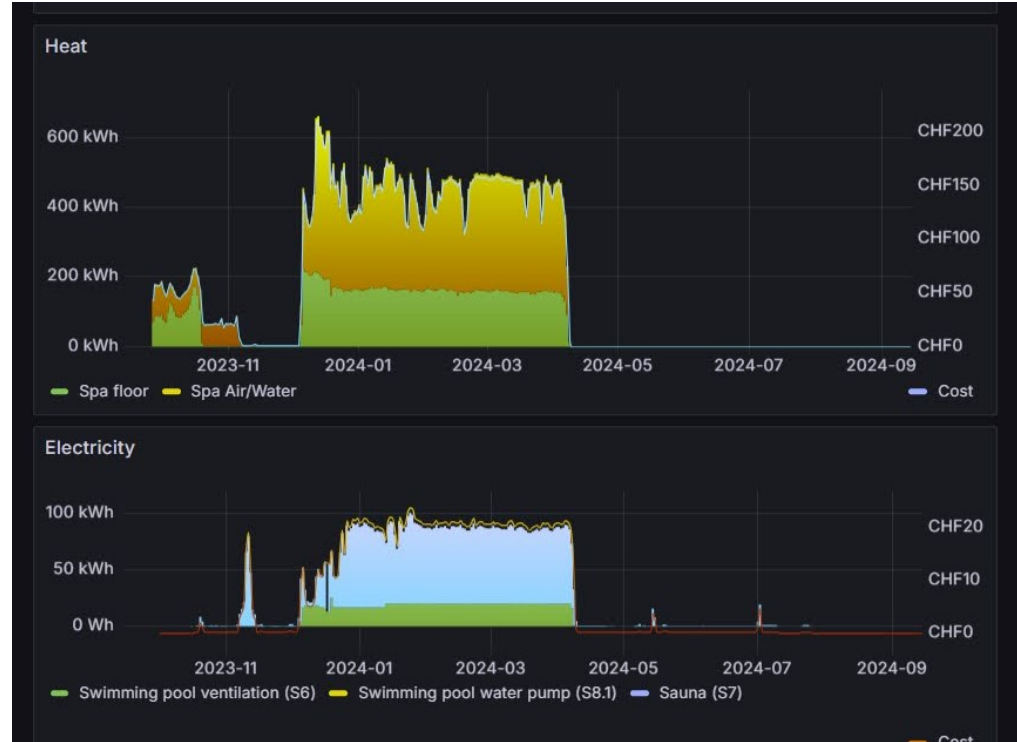 Heat
600 kWh
CHF200
400 kWh
CHF150
CHF100
200 kWh
CHF50
0 kWh
CHF0
2023-11 2024-01 2024-03 2024-05 2024-07 2024-09
Spa floor Spa Air/Water Cost
Electricity
100 kWh
CHF20
50 kWh
CHF10
0 Wh
CHF0
2023-11 2024-01 2024-03 2024-05 2024-07 2024-09
Swimming pool ventilation (S6) Swimming pool water pump (S8.1) Sauna (S7)
Cost